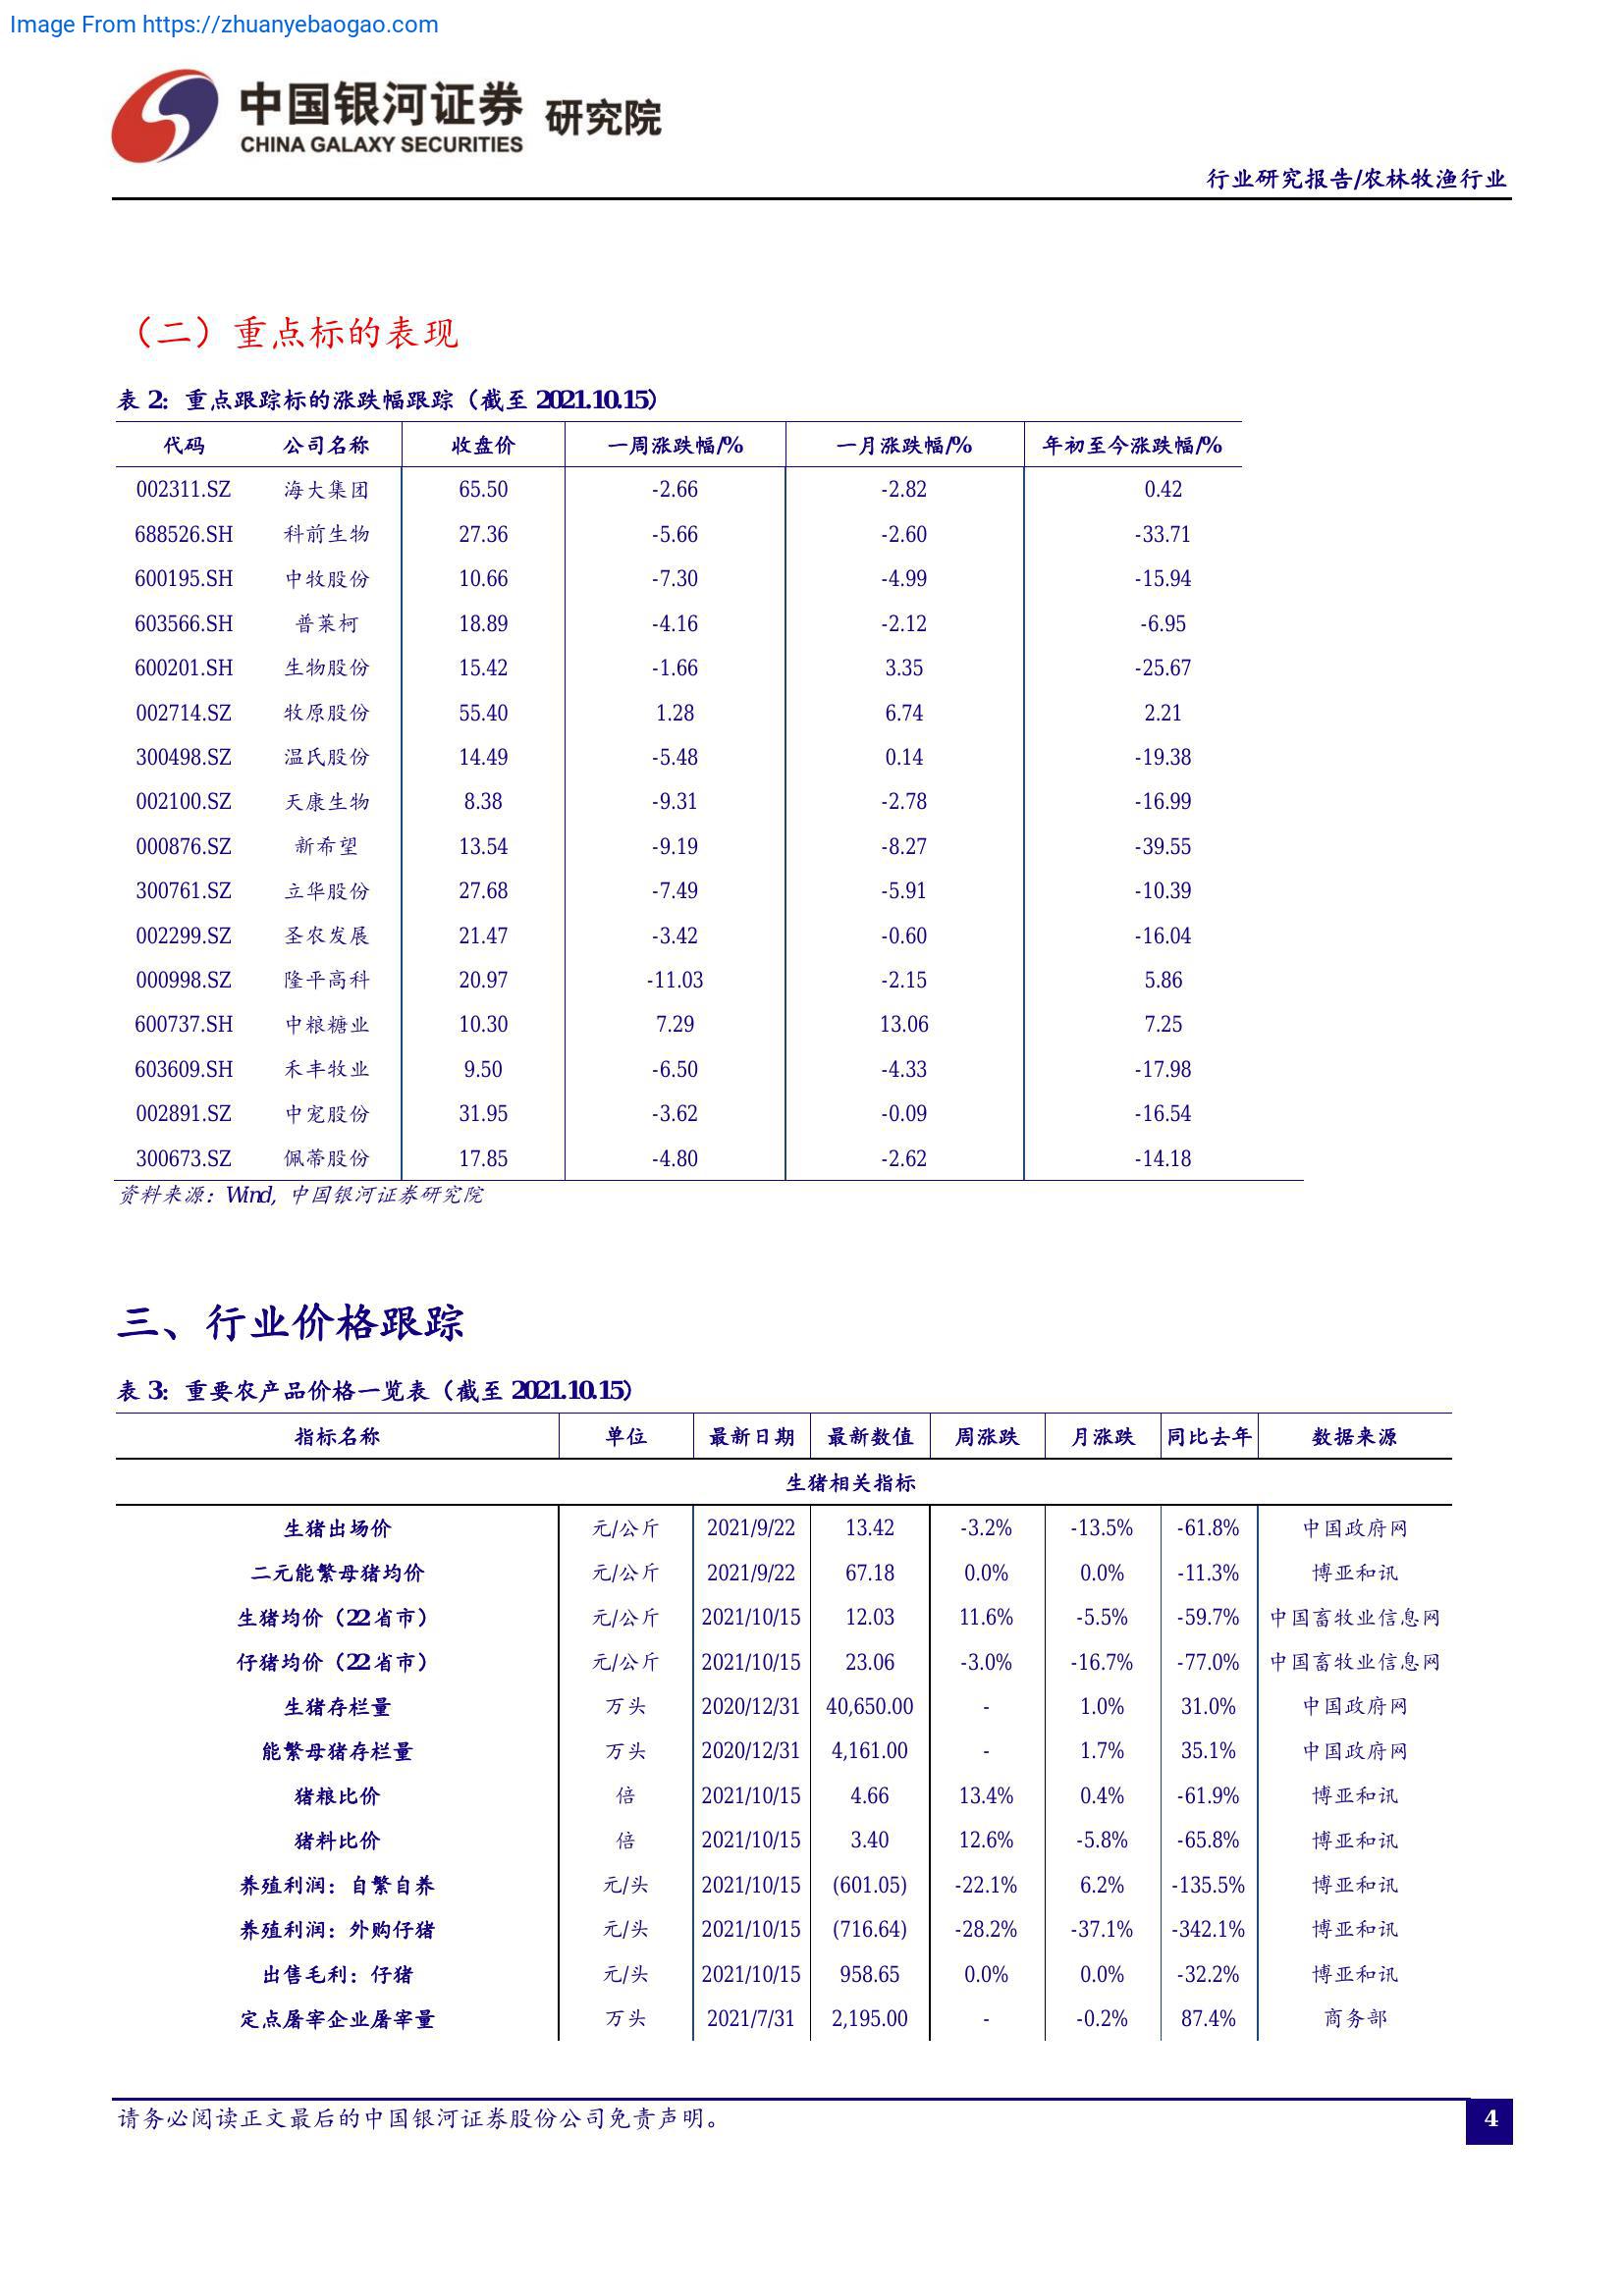 Image From https://zhuanyebaogao.com
中国银河证券 研究院
CHINA GALAXY SECURITIES
行业研究报告/农林牧渔行业
（二）重点标的表现
表 2：重点跟踪标的涨跌幅跟踪（截至 2021.10.15）
代码 公司名称 收盘价 一周涨跌幅/% 一月涨跌幅/% 年初至今涨跌幅/%
002311.SZ 海大集团 65.50 -2.66 -2.82 0.42
688526.SH 科前生物 27.36 -5.66 -2.60 -33.71
600195.SH 中牧股份 10.66 -7.30 -4.99 -15.94
603566.SH 普莱柯 18.89 -4.16 -2.12 -6.95
600201.SH 生物股份 15.42 -1.66 3.35 -25.67
002714.SZ 牧原股份 55.40 1.28 6.74 2.21
300498.SZ 温氏股份 14.49 -5.48 0.14 -19.38
002100.SZ 天康生物 8.38 -9.31 -2.78 -16.99
000876.SZ 新希望 13.54 -9.19 -8.27 -39.55
300761.SZ 立华股份 27.68 -7.49 -5.91 -10.39
002299.SZ 圣农发展 21.47 -3.42 -0.60 -16.04
000998.SZ 隆平高科 20.97 -11.03 -2.15 5.86
600737.SH 中粮糖业 10.30 7.29 13.06 7.25
603609.SH 禾丰牧业 9.50 -6.50 -4.33 -17.98
002891.SZ 中宠股份 31.95 -3.62 -0.09 -16.54
300673.SZ 佩蒂股份 17.85 -4.80 -2.62 -14.18
资料来源：Wind, 中国银河证券研究院
三、行业价格跟踪
表 3：重要农产品价格一览表（截至 2021.10.15）
指标名称 单位 最新日期 最新数值 周涨跌 月涨跌 同比去年 数据来源
生猪相关指标
生猪出场价 元/公斤 2021/9/22 13.42 -3.2% -13.5% -61.8% 中国政府网
二元能繁母猪均价 元/公斤 2021/9/22 67.18 0.0% 0.0% -11.3% 博亚和讯
生猪均价（22 省市） 元/公斤 2021/10/15 12.03 11.6% -5.5% -59.7% 中国畜牧业信息网
仔猪均价（22 省市） 元/公斤 2021/10/15 23.06 -3.0% -16.7% -77.0% 中国畜牧业信息网
生猪存栏量 万头 2020/12/31 40,650.00 - 1.0% 31.0% 中国政府网
能繁母猪存栏量 万头 2020/12/31 4,161.00 - 1.7% 35.1% 中国政府网
猪粮比价 倍 2021/10/15 4.66 13.4% 0.4% -61.9% 博亚和讯
猪料比价 倍 2021/10/15 3.40 12.6% -5.8% -65.8% 博亚和讯
养殖利润：自繁自养 元/头 2021/10/15 (601.05) -22.1% 6.2% -135.5% 博亚和讯
养殖利润：外购仔猪 元/头 2021/10/15 (716.64) -28.2% -37.1% -342.1% 博亚和讯
出售毛利：仔猪 元/头 2021/10/15 958.65 0.0% 0.0% -32.2% 博亚和讯
定点屠宰企业屠宰量 万头 2021/7/31 2,195.00 - -0.2% 87.4% 商务部
请务必阅读正文最后的中国银河证券股份公司免责声明。
4